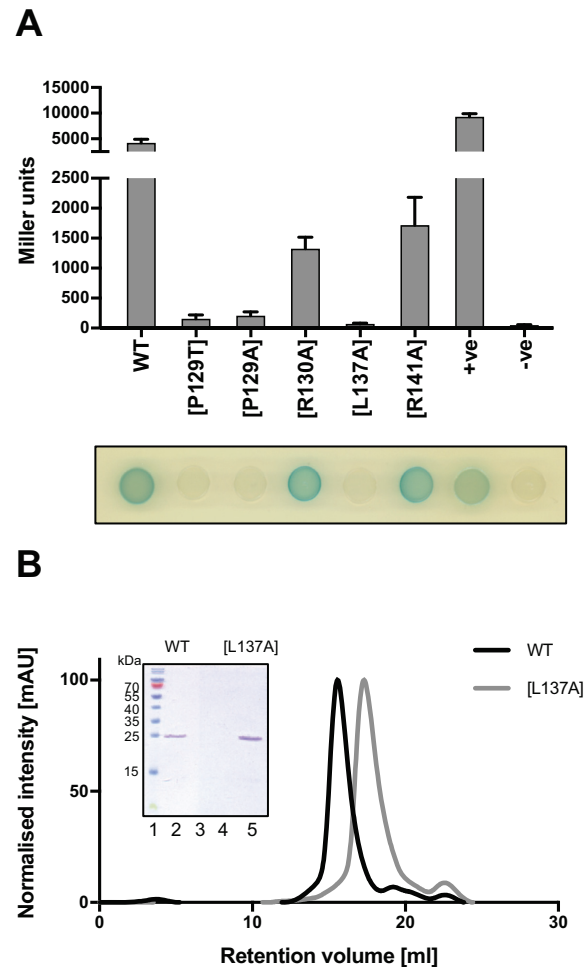 A
15000
10000
5000
2500
2000
1500
1000
500
0
Miller units
WT
[P129T]
[P129A]
[R130A]
[L137A]
[R141A]
+ve
-ve
B
WT [L137A]
kDa
70
55
40
35
25
15
1 2 3 4 5
WT
[L137A]
100
50
0
Normalised intensity [mAU]
0 10 20 30
Retention volume [ml]